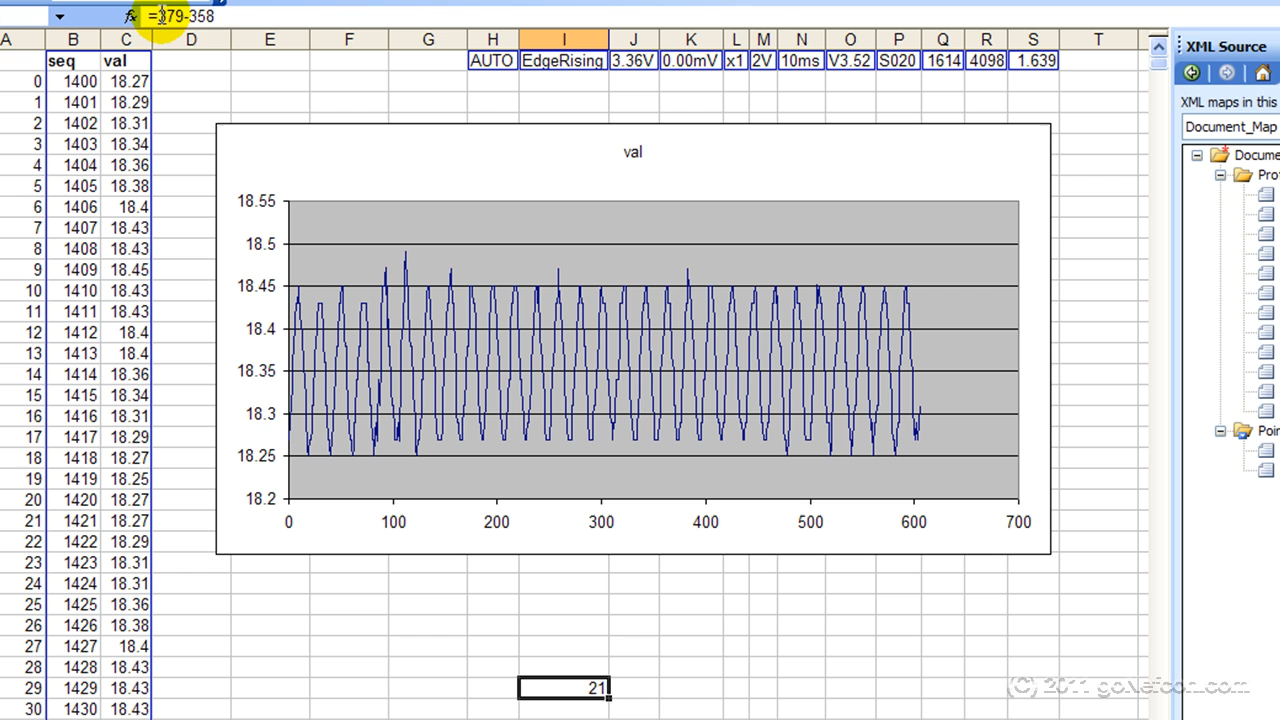 fx =379-358
A B C D E F G H I J K L M N O P Q R S T
seq val AUTO EdgeRising 3.36V 0.00mV x1 2V 10ms V3.52 S020 1614 4098 1.639
0 1400 18.27
1 1401 18.29
2 1402 18.31
3 1403 18.34
4 1404 18.36
5 1405 18.38
6 1406 18.4
7 1407 18.43
8 1408 18.43
9 1409 18.45
10 1410 18.43
11 1411 18.43
12 1412 18.4
13 1413 18.4
14 1414 18.36
15 1415 18.34
16 1416 18.31
17 1417 18.29
18 1418 18.27
19 1419 18.25
20 1420 18.27
21 1421 18.27
22 1422 18.29
23 1423 18.31
24 1424 18.31
25 1425 18.36
26 1426 18.38
27 1427 18.4
28 1428 18.43
29 1429 18.43
30 1430 18.43
val
18.55
18.5
18.45
18.4
18.35
18.3
18.25
18.2
0 100 200 300 400 500 600 700
21
XML Source
XML maps in this
Document_Map
Docume
Pro
Poin
(C) 2011 goNeFcon.com